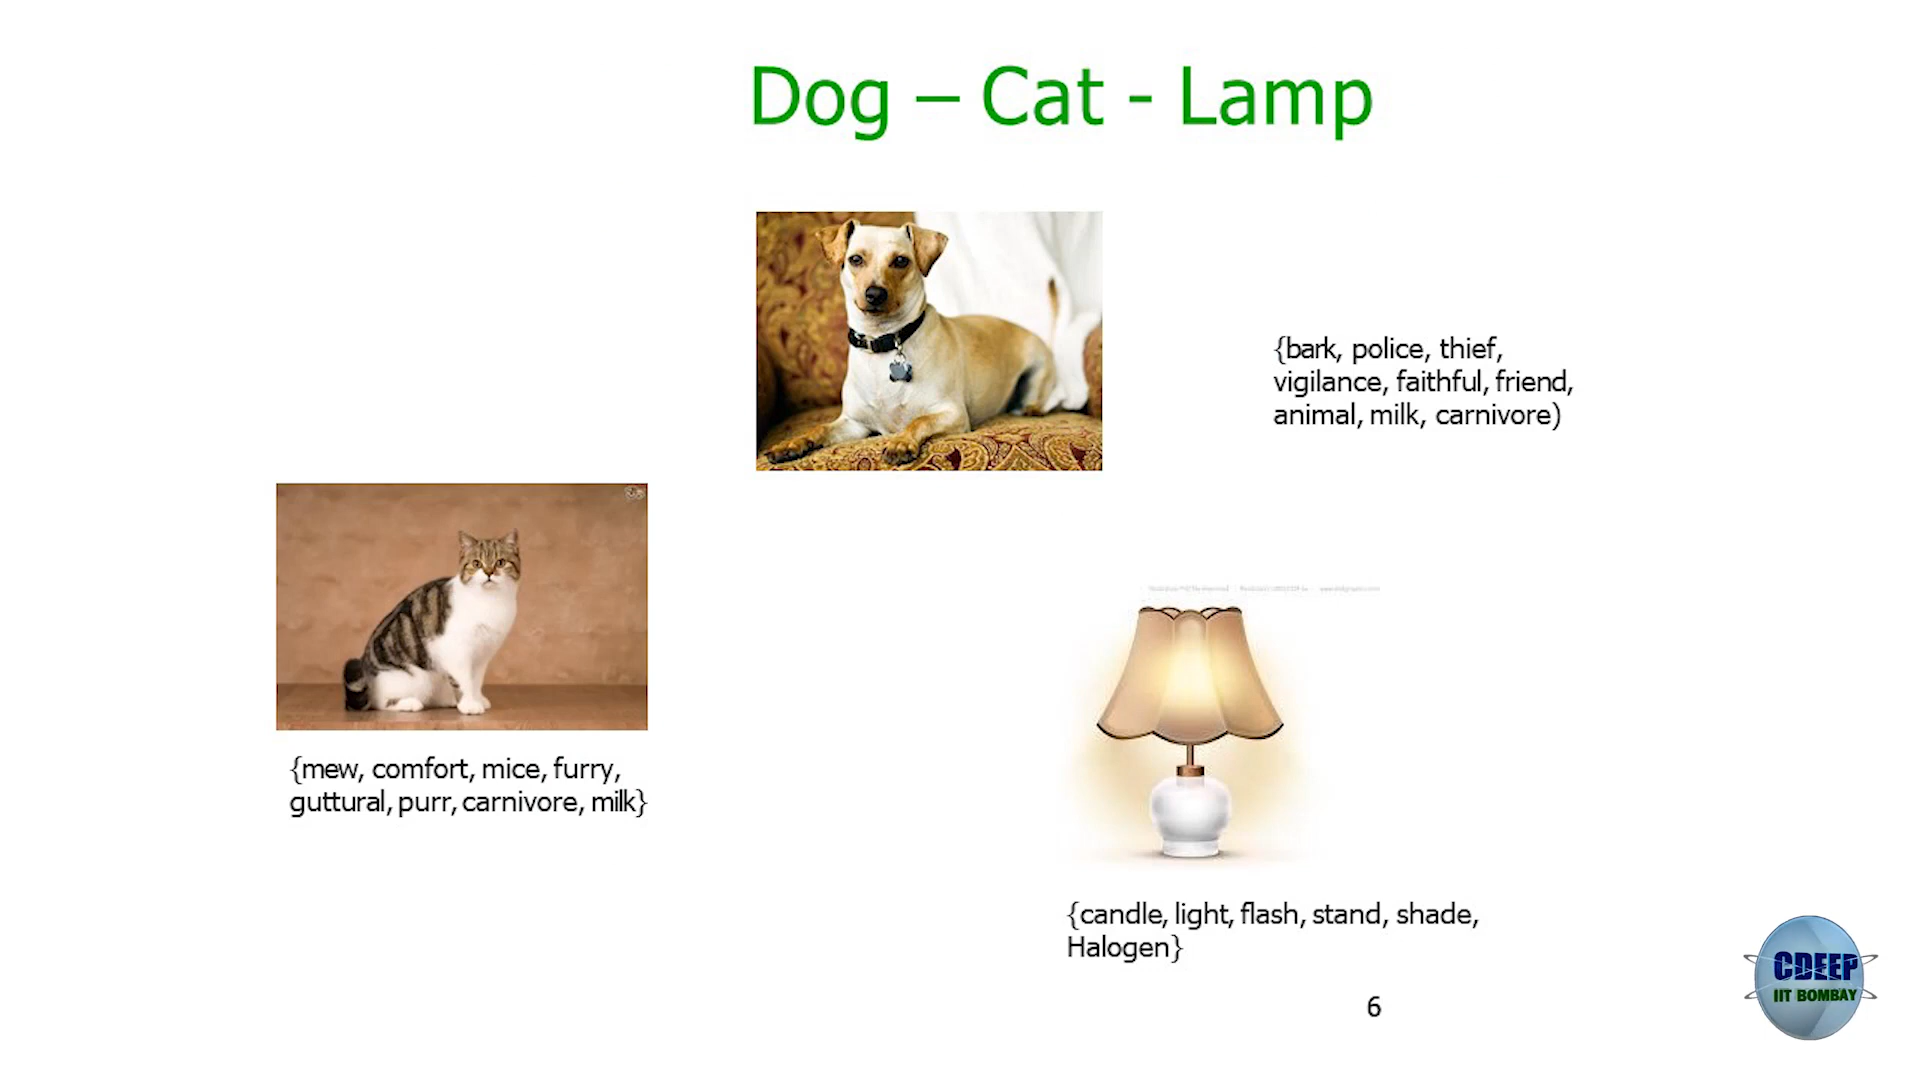 Dog – Cat - Lamp
{bark, police, thief,
vigilance, faithful, friend,
animal, milk, carnivore)
{mew, comfort, mice, furry,
guttural, purr, carnivore, milk}
{candle, light, flash, stand, shade,
Halogen}
6
CDEEP
IIT BOMBAY